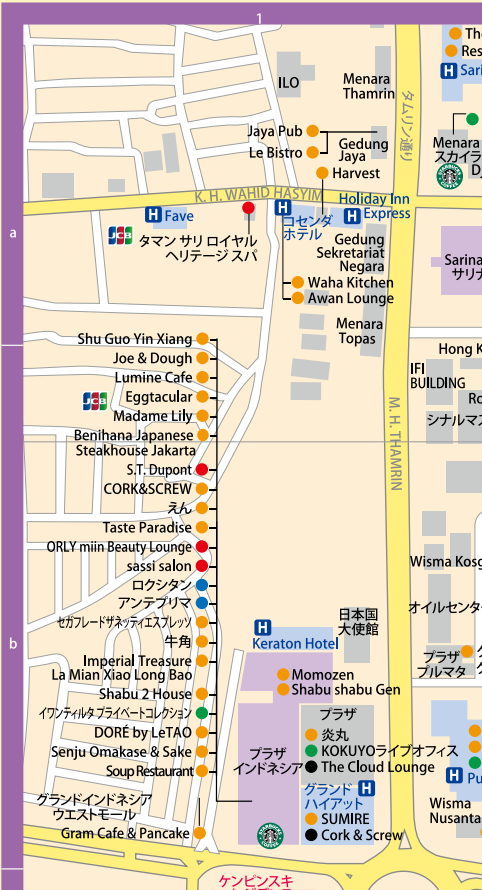 1
The
Res
ILO
Menara
Thamrin
Sari
タムリン通り
Jaya Pub
Le Bistro
Gedung
Jaya
Harvest
Menara
スカイラ
D
STARBUCKS COFFEE
K. H. WAHID HASYIM
Holiday Inn
Express
H
Fave
JCB
タマン サリ ロイヤル
ヘリテージ スパ
コセンダ
ホテル
a
Gedung
Sekretariat
Negara
Sarina
サリナ
Waha Kitchen
Awan Lounge
Menara
Topas
Shu Guo Yin Xiang
Joe & Dough
Lumine Cafe
Eggtacular
JCB
Madame Lily
Benihana Japanese
Steakhouse Jakarta
S.T. Dupont
CORK&SCREW
えん
Taste Paradise
ORLY miin Beauty Lounge
sassi salon
ロクシタン
アンテプリマ
セガフレードザネッティエスプレッソ
牛角
Imperial Treasure
La Mian Xiao Long Bao
Shabu 2 House
イワンティルタプライベートコレクション
DORÉ by LeTAO
Senju Omakase & Sake
Soup Restaurant
グランドインドネシア
ウエストモール
Gram Cafe & Pancake
b
Hong K
IFI
BUILDING
Ro
シナルマス
M. H. THAMRIN
Wisma Kosg
オイルセンタ
日本国
大使館
H
Keraton Hotel
プラザ
ブルマタ
Momozen
Shabu shabu Gen
プラザ
炎丸
KOKUYOライブオフィス
The Cloud Lounge
プラザ
インドネシア
グランド
ハイアット
H
SUMIRE
Cork & Screw
STARBUCKS COFFEE
H
Pu
Wisma
Nusanta
ケンピンスキ